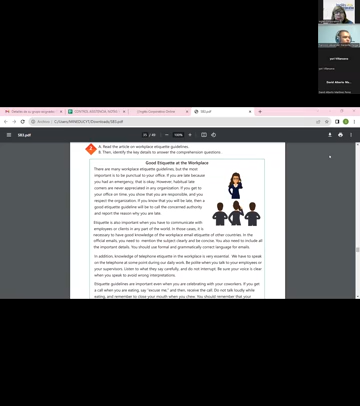 SB3.pdf
SB3.pdf
A. Read the article on workplace etiquette guidelines.
B. Then, identify the key details to answer the comprehension questions.
Good Etiquette at the Workplace
There are many workplace etiquette guidelines, but the most
important is to be punctual to your office. If you are late because
you had an emergency, that is okay. However, habitual late
comers are never appreciated in any organization. If you get to
your office on time, you show that you are responsible, and you
respect the organization. If you know that you will be late, then a
good etiquette guideline will be to call the concerned authority
and report the reason why you are late.
Etiquette is also important when you have to communicate with
employees or clients in any part of the world. In those cases, it is
necessary to have good knowledge of the workplace email etiquette of other countries. In the
official emails, you need to mention the subject clearly and be concise. You also need to include all
the important details. You should use formal and grammatically correct language for emails.
In addition, knowledge of telephone etiquette in the workplace is very essential. We have to speak
on the telephone at some point during our daily work. Be polite when you talk to your employees or
your supervisors. Listen to what they say carefully, and do not interrupt. Be sure your voice is clear
when you speak to avoid wrong interpretations.
Etiquette guidelines are important even when you are celebrating with your coworkers. If you get
a call when you are eating, say "excuse me," and then, receive the call. Do not talk loudly while
eating, and remember to close your mouth when you chew. You should remember that your